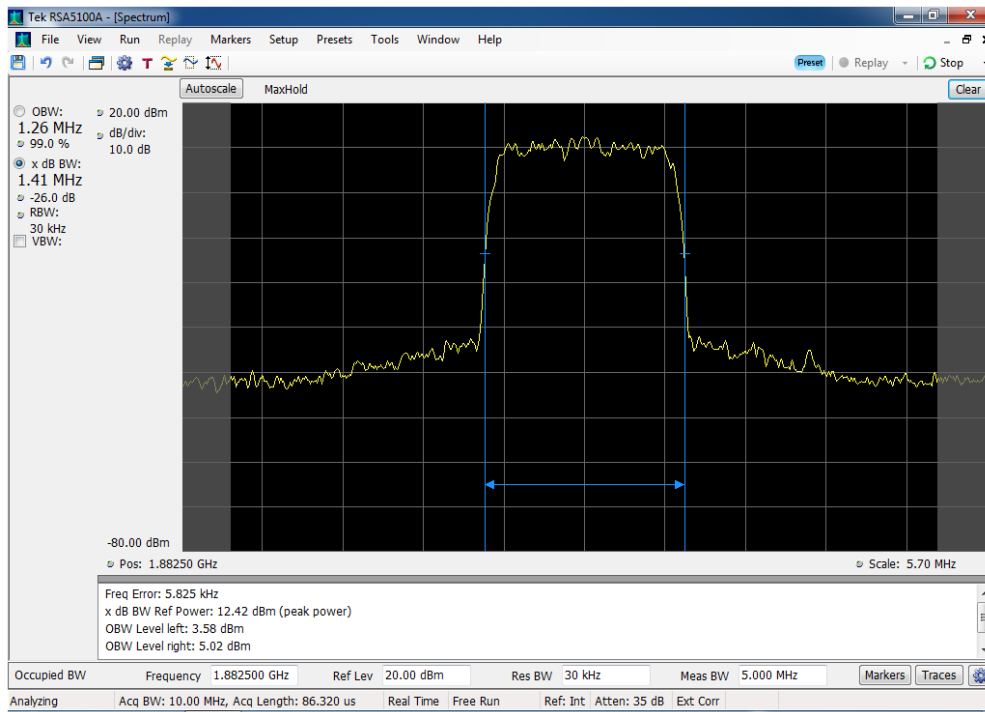 Tek RSA5100A - [Spectrum]
File View Run Replay Markers Setup Presets Tools Window Help
T Preset Replay Stop
Autoscale MaxHold Clear
OBW:
1.26 MHz
99.0 %
x dB BW:
1.41 MHz
-26.0 dB
RBW:
30 kHz
VBW:
20.00 dBm
dB/div:
10.0 dB
-80.00 dBm
Pos: 1.88250 GHz Scale: 5.70 MHz
Freq Error: 5.825 kHz
x dB BW Ref Power: 12.42 dBm (peak power)
OBW Level left: 3.58 dBm
OBW Level right: 5.02 dBm
Occupied BW Frequency 1.882500 GHz Ref Lev 20.00 dBm Res BW 30 kHz Meas BW 5.000 MHz Markers Traces
Analyzing Acq BW: 10.00 MHz, Acq Length: 86.320 us Real Time Free Run Ref: Int Atten: 35 dB Ext Corr